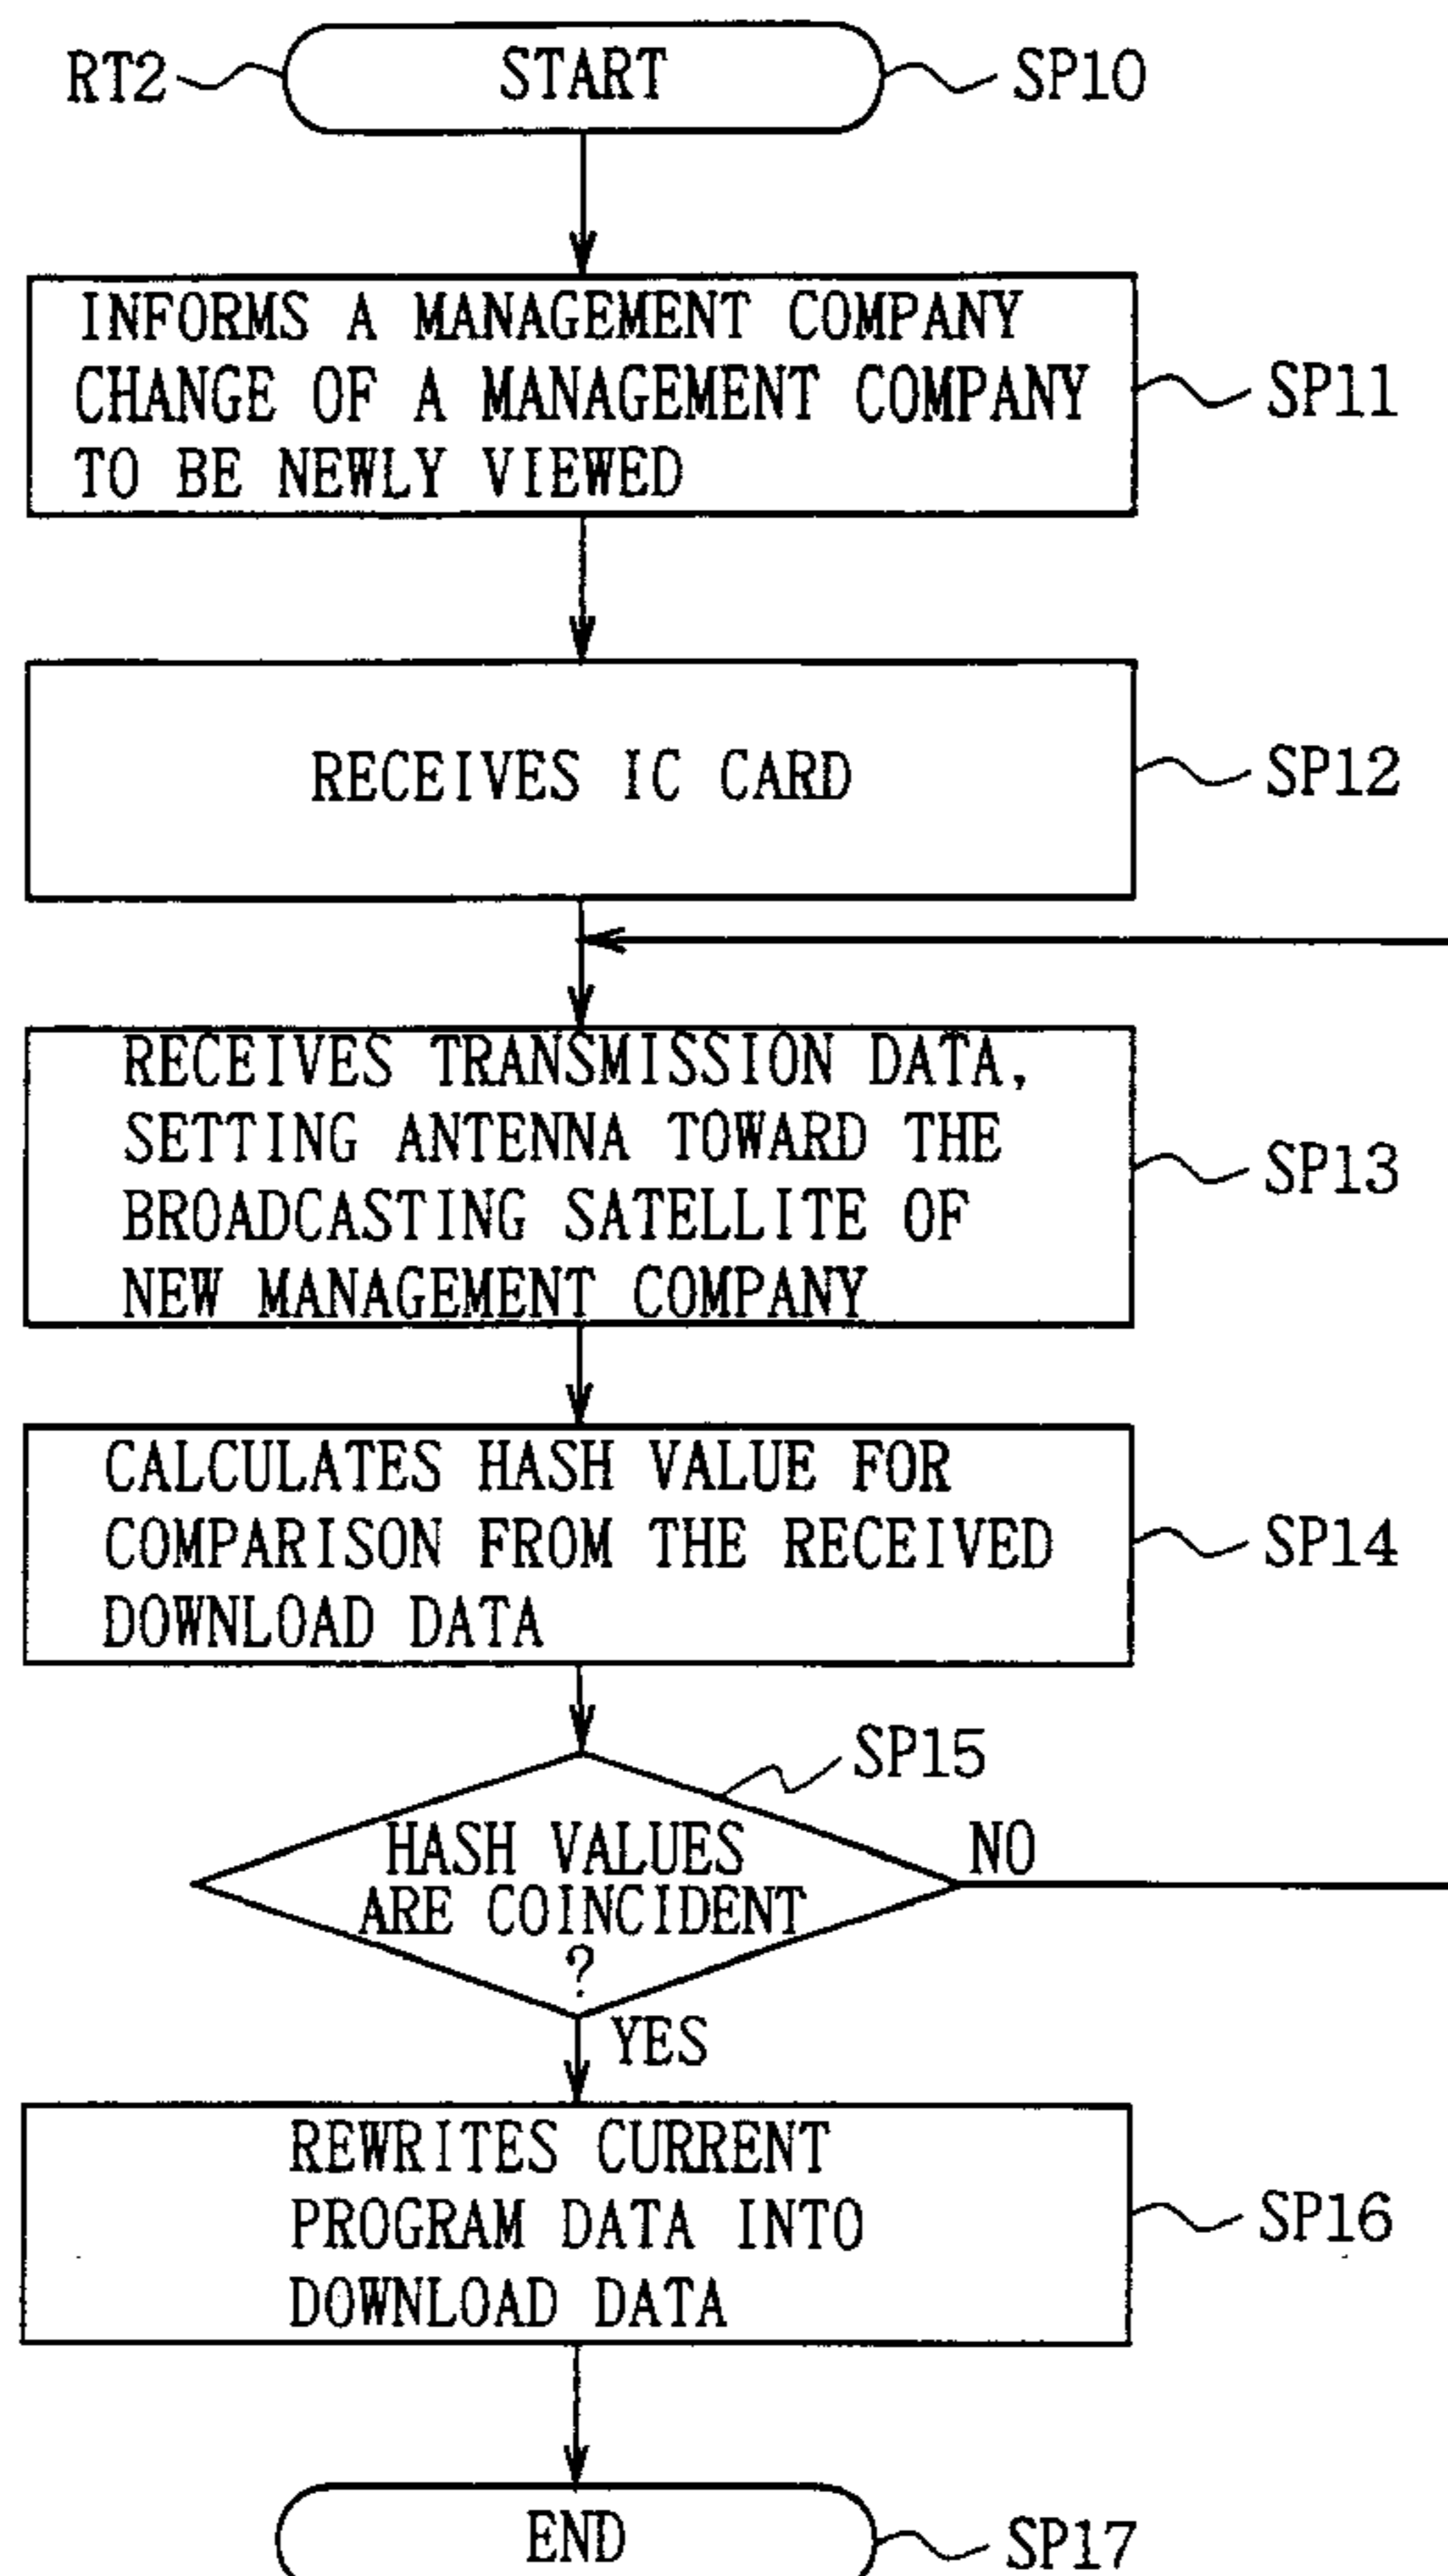 RT2
START
SP10
INFORMS A MANAGEMENT COMPANY
CHANGE OF A MANAGEMENT COMPANY
TO BE NEWLY VIEWED
SP11
RECEIVES IC CARD
SP12
RECEIVES TRANSMISSION DATA,
SETTING ANTENNA TOWARD THE
BROADCASTING SATELLITE OF
NEW MANAGEMENT COMPANY
SP13
CALCULATES HASH VALUE FOR
COMPARISON FROM THE RECEIVED
DOWNLOAD DATA
SP14
SP15
HASH VALUES
ARE COINCIDENT
?
NO
YES
REWRITES CURRENT
PROGRAM DATA INTO
DOWNLOAD DATA
SP16
END
SP17